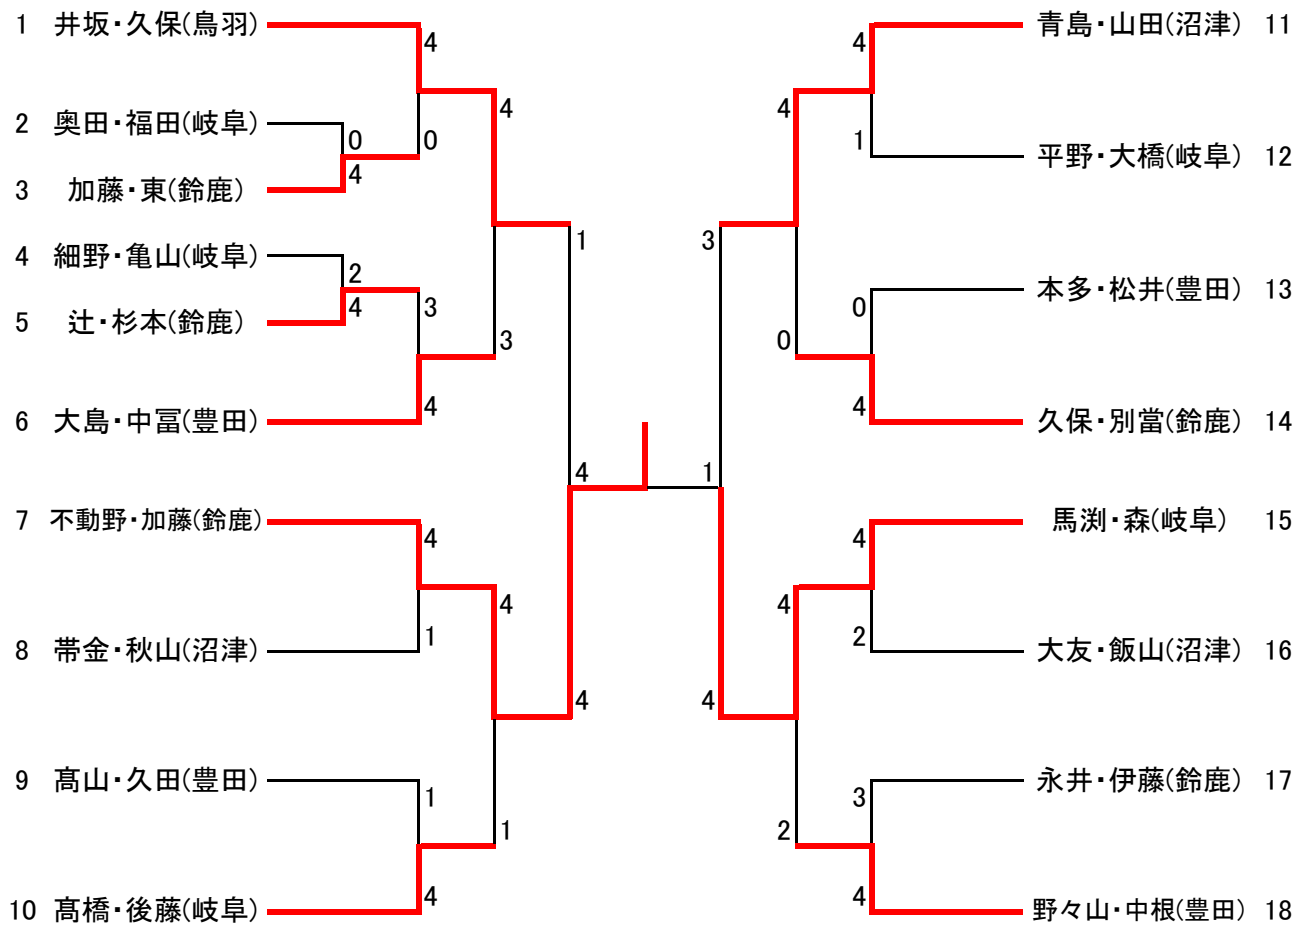 1 井坂・久保(鳥羽)
4
2 奥田・福田(岐阜)
0
0
4
3 加藤・東(鈴鹿)
4
4 細野・亀山(岐阜)
2
4
3
5 辻・杉本(鈴鹿)
3
6 大島・中冨(豊田)
4
1
7 不動野・加藤(鈴鹿)
4
4
8 帯金・秋山(沼津)
1
9 髙山・久田(豊田)
1
1
10 髙橋・後藤(岐阜)
4
4
4
1
青島・山田(沼津) 11
4
4
平野・大橋(岐阜) 12
1
3
本多・松井(豊田) 13
0
0
久保・別當(鈴鹿) 14
4
馬渕・森(岐阜) 15
4
4
大友・飯山(沼津) 16
2
4
永井・伊藤(鈴鹿) 17
3
2
野々山・中根(豊田) 18
4